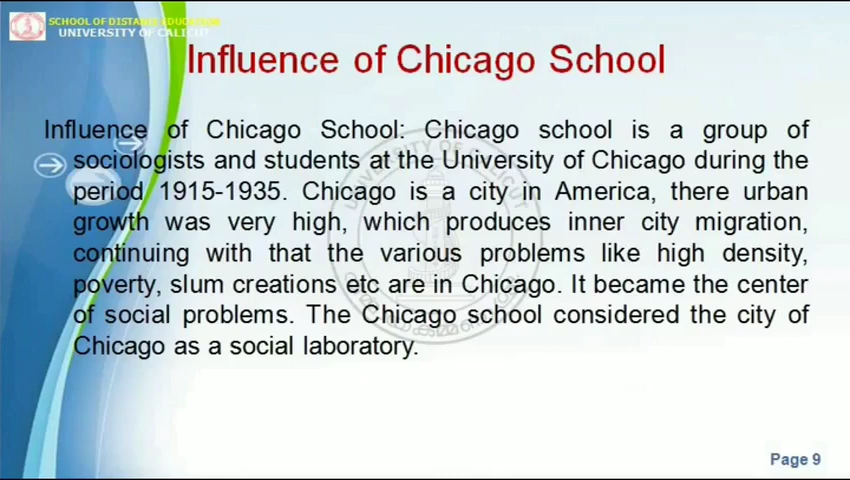 SCHOOL OF DISTANCE EDUCATION
UNIVERSITY OF CALICUT
Influence of Chicago School
Influence of Chicago School: Chicago school is a group of
sociologists and students at the University of Chicago during the
period 1915-1935. Chicago is a city in America, there urban
growth was very high, which produces inner city migration,
continuing with that the various problems like high density,
poverty, slum creations etc are in Chicago. It became the center
of social problems. The Chicago school considered the city of
Chicago as a social laboratory.
UNIVERSITY OF CALICUT
Page 9